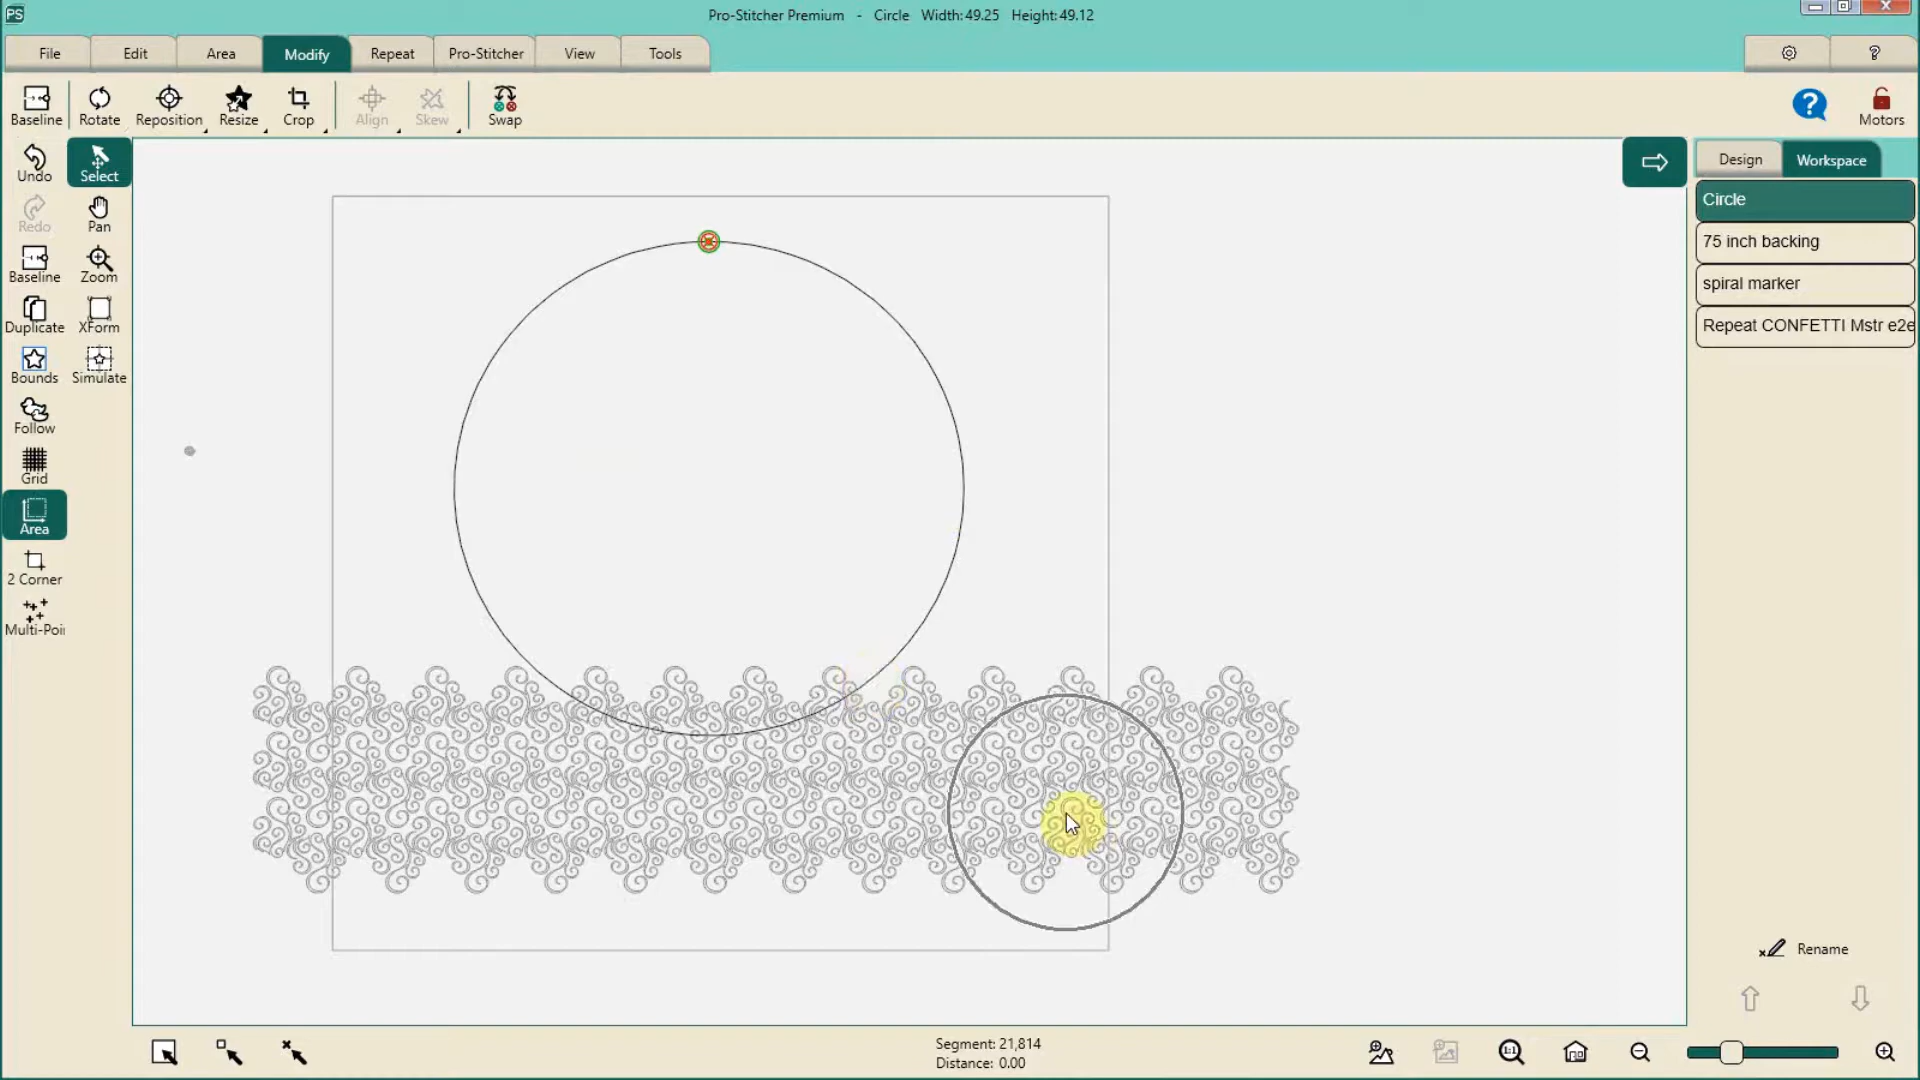 PS
Pro-Stitcher Premium - Circle Width: 49.25 Height: 49.12
File Edit Area Modify Repeat Pro-Stitcher View Tools ?
Baseline Rotate Reposition Resize Crop Align Skew Swap ? Motors
Undo Select
Redo Pan
Baseline Zoom
Duplicate XForm
Bounds Simulate
Follow
Grid
Area
2 Corner
Multi-Poi
Design Workspace
Circle
75 inch backing
spiral marker
Repeat CONFETTI Mstr e2e
Rename
Segment: 21,814
Distance: 0.00
1:1